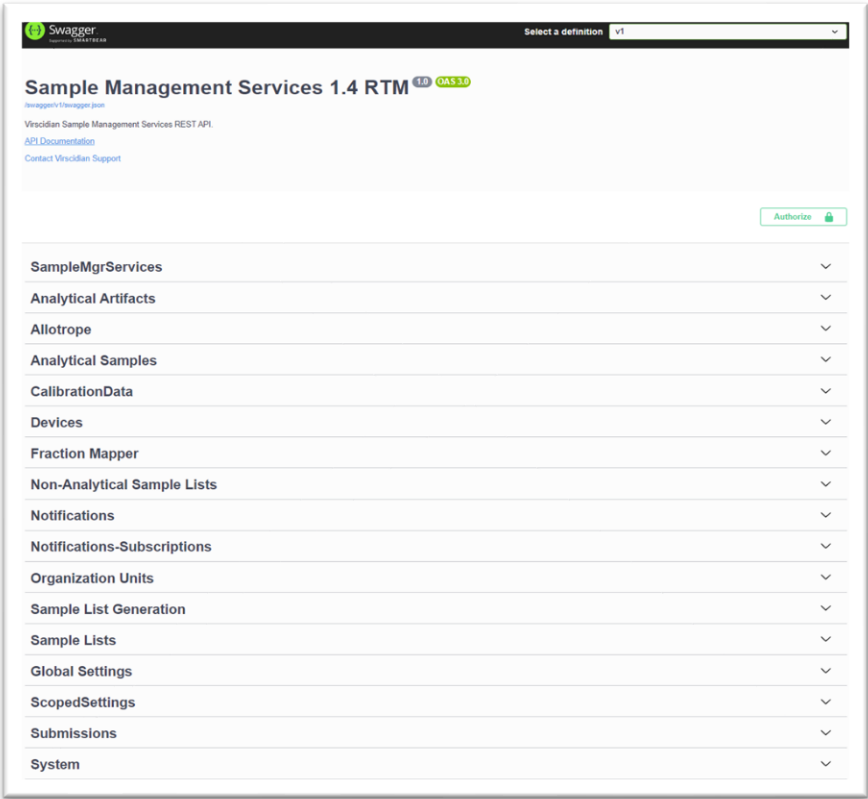 Swagger
Supported by SMARTBEAR
Select a definition
v1
Sample Management Services 1.4 RTM 1.0 OAS 3.0
/swagger/v1/swagger.json
Virscidian Sample Management Services REST API.
API Documentation
Contact Virscidian Support
Authorize
SampleMgrServices
Analytical Artifacts
Allotrope
Analytical Samples
CalibrationData
Devices
Fraction Mapper
Non-Analytical Sample Lists
Notifications
Notifications-Subscriptions
Organization Units
Sample List Generation
Sample Lists
Global Settings
ScopedSettings
Submissions
System